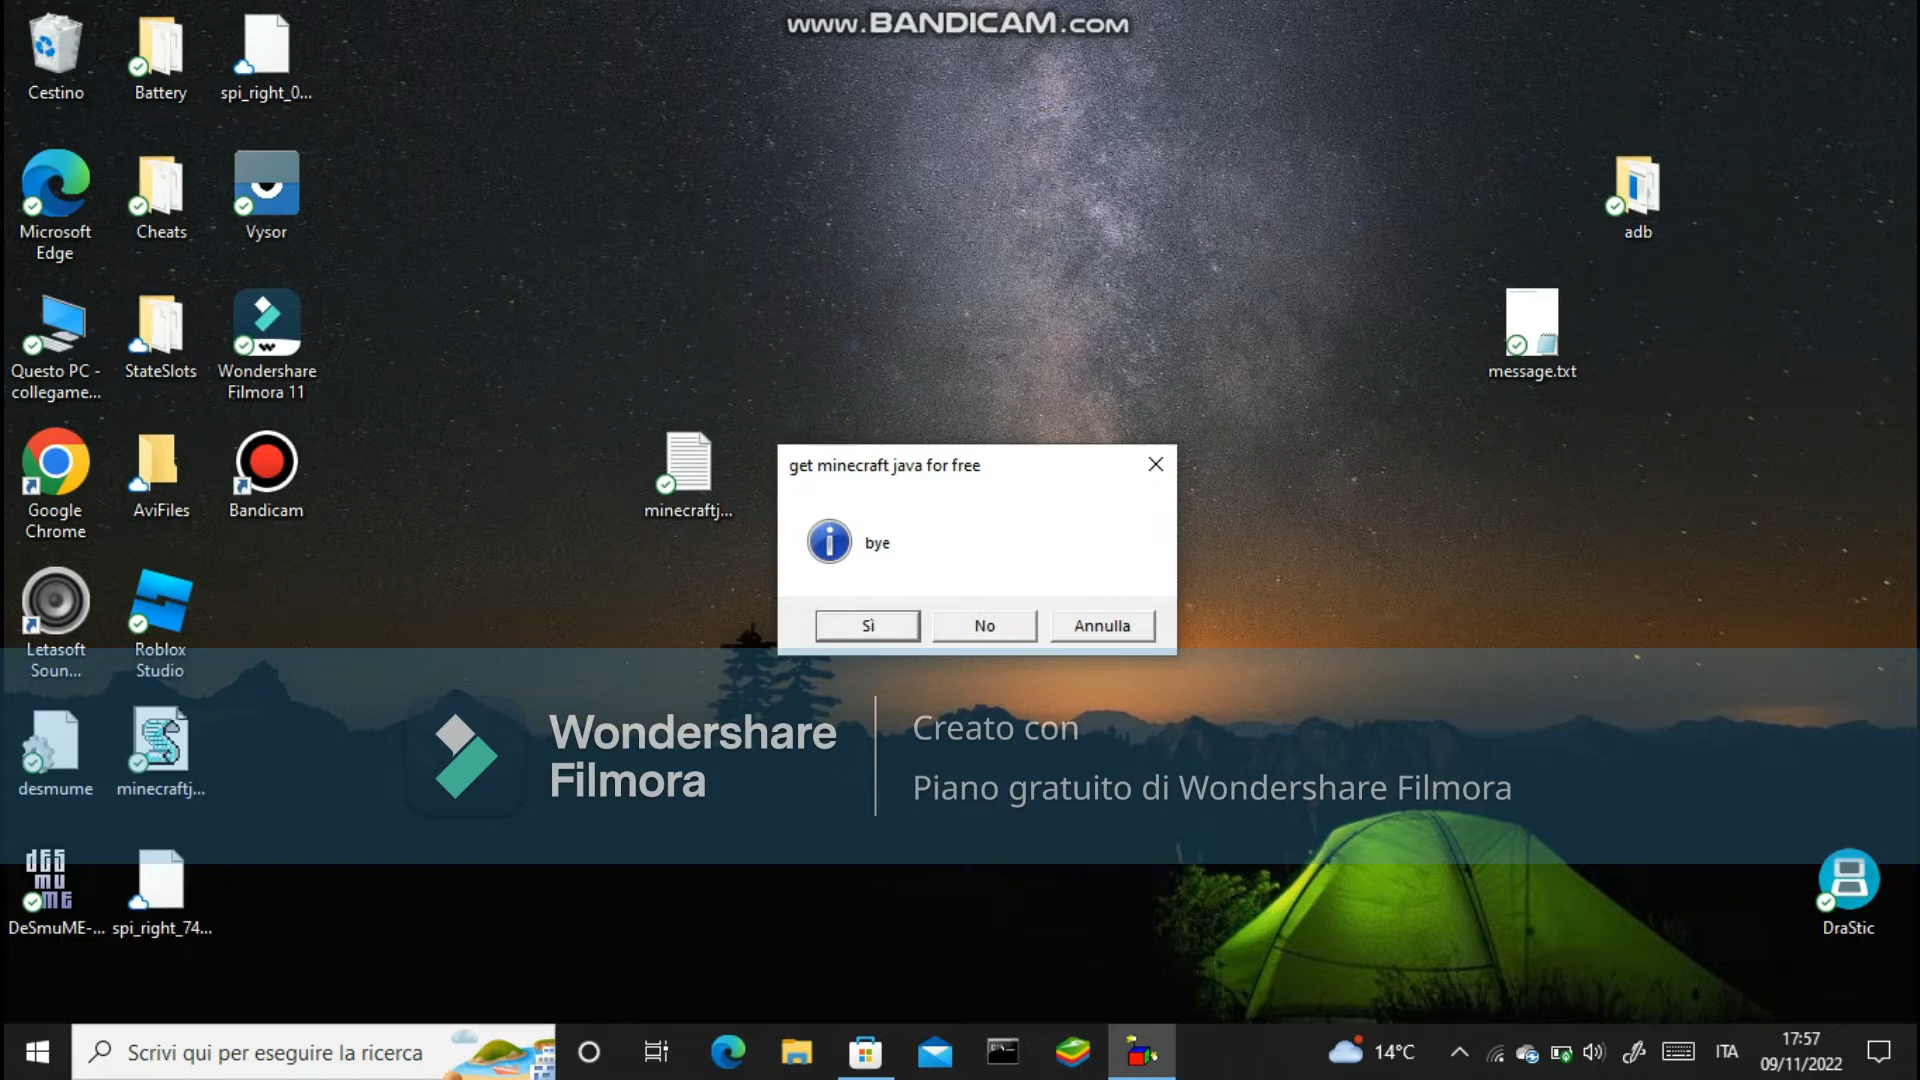 www.BANDICAM.COM
Cestino
Battery
spi_right_0...
Microsoft
Edge
Cheats
Vysor
adb
Questo PC -
collegame...
StateSlots
Wondershare
Filmora 11
message.txt
Google
Chrome
AviFiles
Bandicam
minecraftj...
get minecraft java for free
bye
Sì
No
Annulla
Letasoft
Soun...
Roblox
Studio
desmume
minecraftj...
Wondershare
Filmora
Creato con
Piano gratuito di Wondershare Filmora
DeSmuME-...
spi_right_74...
DraStic
Scrivi qui per eseguire la ricerca
14°C
ITA
17:57
09/11/2022